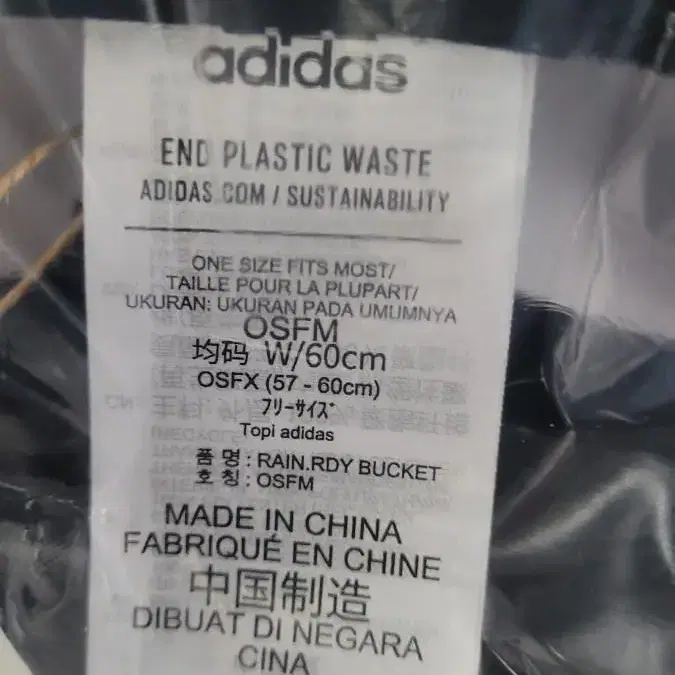 adidas
END PLASTIC WASTE
ADIDAS.COM / SUSTAINABILITY
ONE SIZE FITS MOST/
TAILLE POUR LA PLUPART/
UKURAN: UKURAN PADA UMUMNYA
OSFM
均码 W/60cm
OSFX (57 - 60cm)
ﾌﾘｰｻｲｽﾞ
Topi adidas
품 명 : RAIN.RDY BUCKET
호 칭 : OSFM
MADE IN CHINA
FABRIQUÉ EN CHINE
中国制造
DIBUAT DI NEGARA
CINA